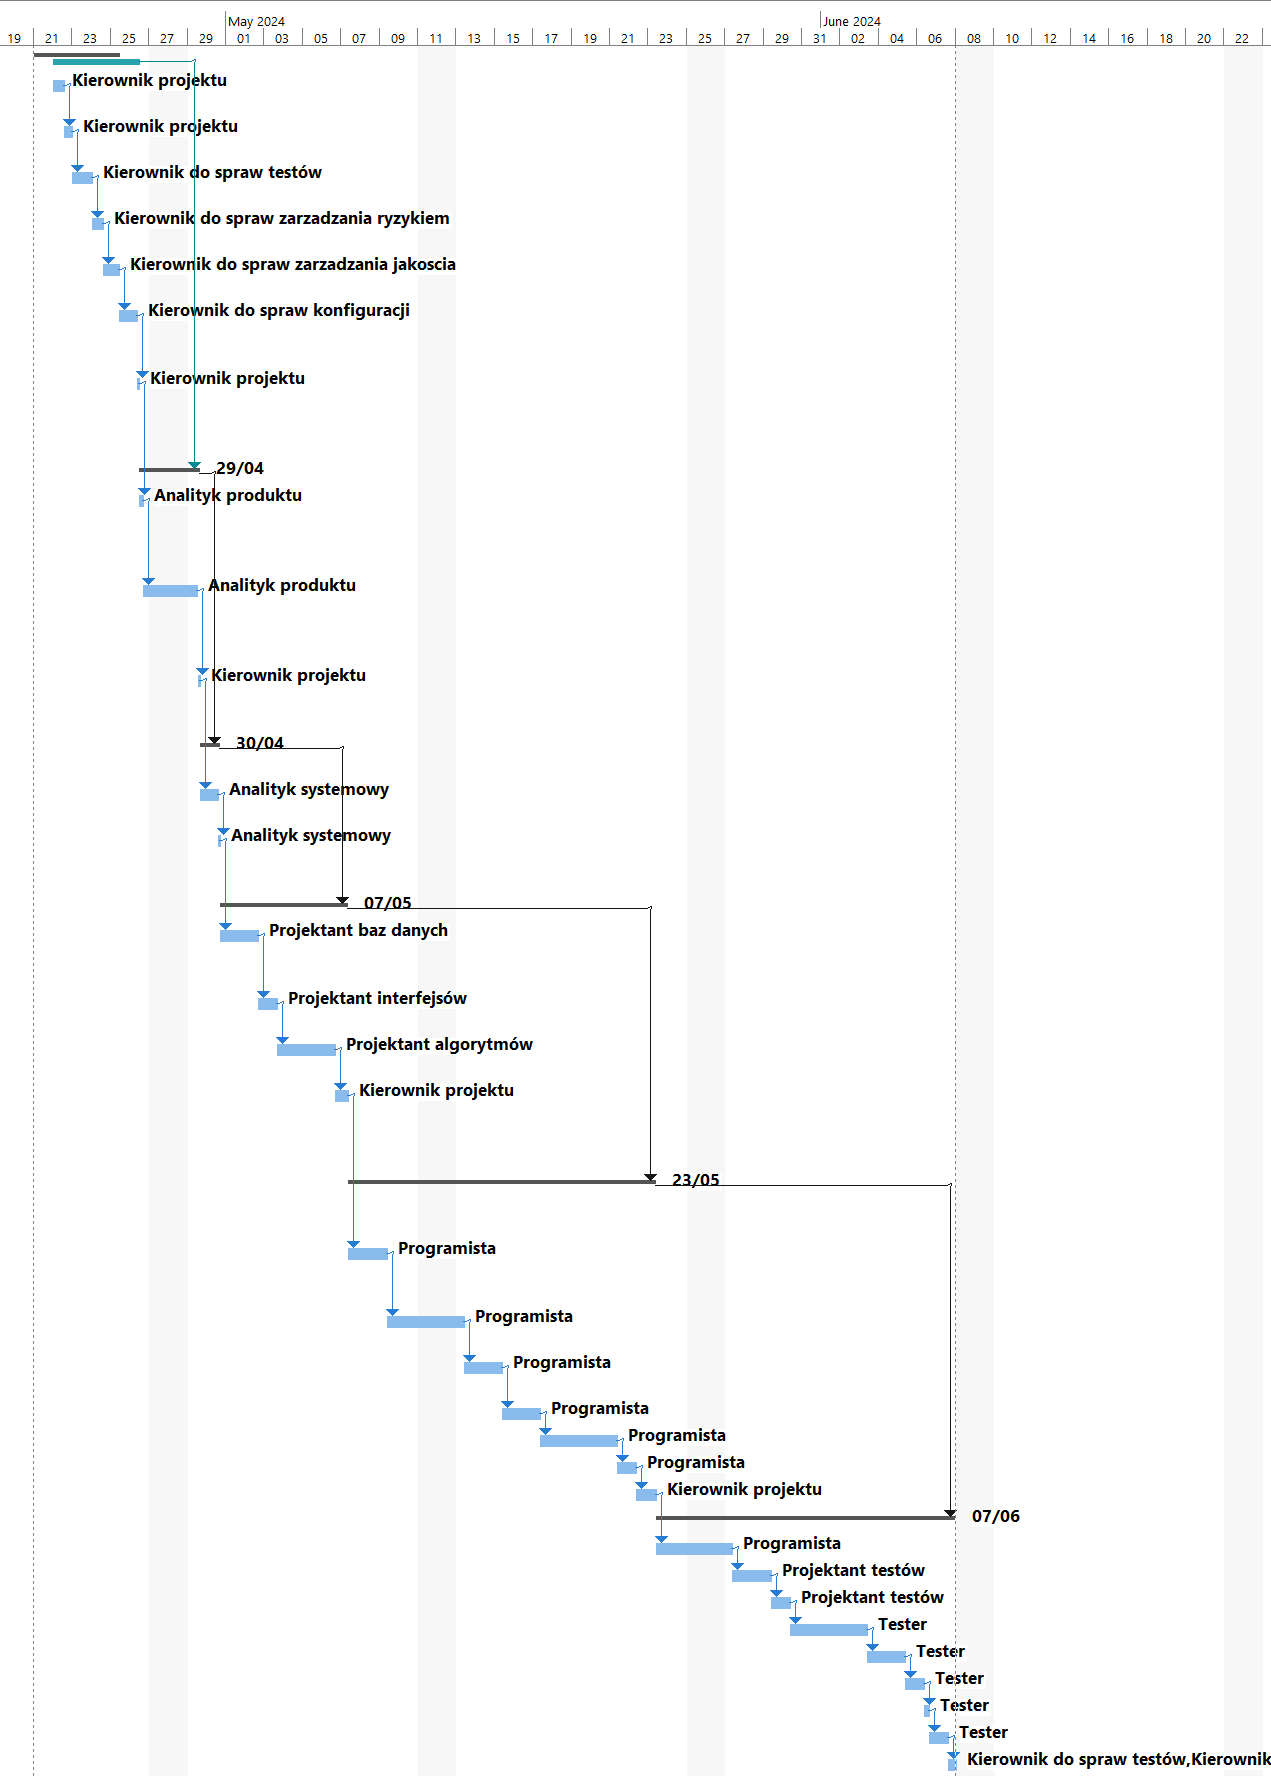 May 2024 June 2024
19 21 23 25 27 29 01 03 05 07 09 11 13 15 17 19 21 23 25 27 29 31 02 04 06 08 10 12 14 16 18 20 22
Kierownik projektu
Kierownik projektu
Kierownik do spraw testów
Kierownik do spraw zarzadzania ryzykiem
Kierownik do spraw zarzadzania jakoscia
Kierownik do spraw konfiguracji
Kierownik projektu
29/04
Analityk produktu
Analityk produktu
Kierownik projektu
30/04
Analityk systemowy
Analityk systemowy
07/05
Projektant baz danych
Projektant interfejsów
Projektant algorytmów
Kierownik projektu
23/05
Programista
Programista
Programista
Programista
Programista
Programista
Kierownik projektu
07/06
Programista
Projektant testów
Projektant testów
Tester
Tester
Tester
Tester
Tester
Kierownik do spraw testów,Kierownik